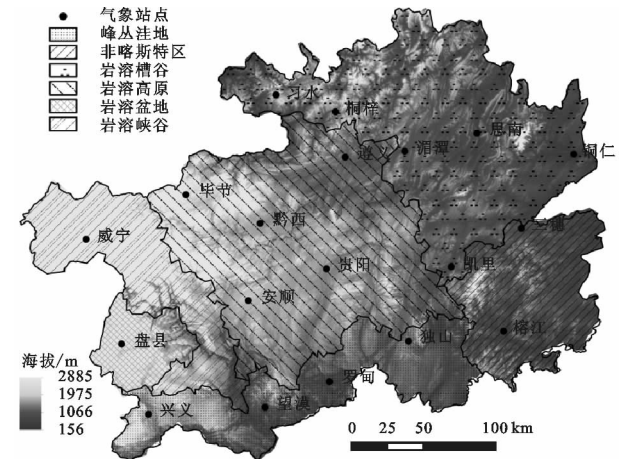 气象站点
峰丛洼地
非喀斯特区
岩溶槽谷
岩溶高原
岩溶盆地
岩溶峡谷
习水
桐梓
思南
遵义
湄潭
铜仁
毕节
黔西
威宁
凯里
贵阳
安顺
榕江
盘县
独山
罗甸
望谟
兴义
海拔/m
2885
1975
1066
156
0 25 50 100 km